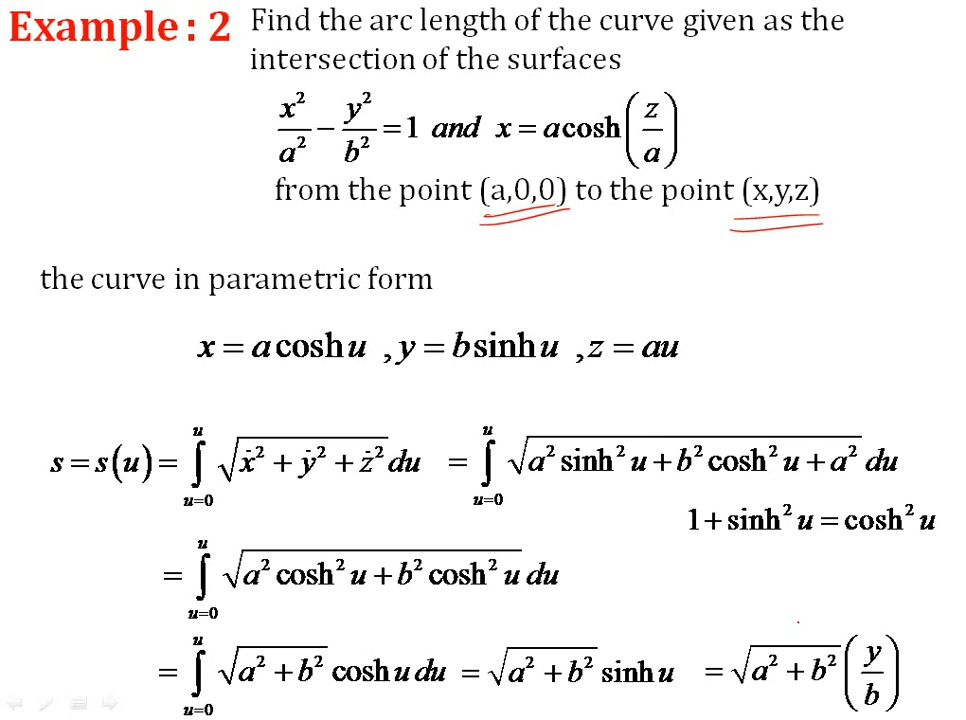 Example : 2 Find the arc length of the curve given as the
intersection of the surfaces
x²/a² − y²/b² = 1 and x = a cosh(z/a)
from the point (a,0,0) to the point (x,y,z)
the curve in parametric form
x = a cosh u , y = b sinh u , z = au
s = s(u) = ∫_{u=0}^{u} √(ẋ² + ẏ² + ż²) du = ∫_{u=0}^{u} √(a² sinh² u + b² cosh² u + a²) du
1 + sinh² u = cosh² u
= ∫_{u=0}^{u} √(a² cosh² u + b² cosh² u) du
= ∫_{u=0}^{u} √(a² + b²) cosh u du = √(a² + b²) sinh u = √(a² + b²) (y/b)